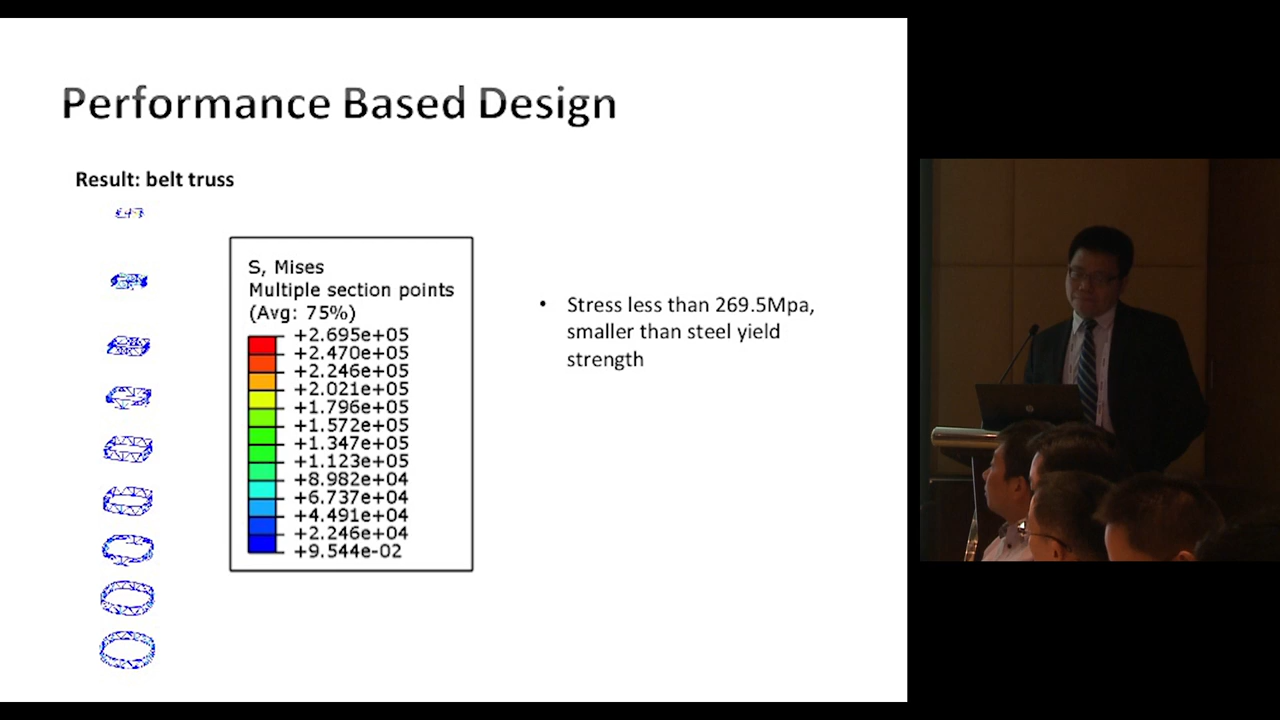 Performance Based Design
Result: belt truss
S, Mises
Multiple section points
(Avg: 75%)
+2.695e+05
+2.470e+05
+2.246e+05
+2.021e+05
+1.796e+05
+1.572e+05
+1.347e+05
+1.123e+05
+8.982e+04
+6.737e+04
+4.491e+04
+2.246e+04
+9.544e-02
• Stress less than 269.5Mpa,
smaller than steel yield
strength